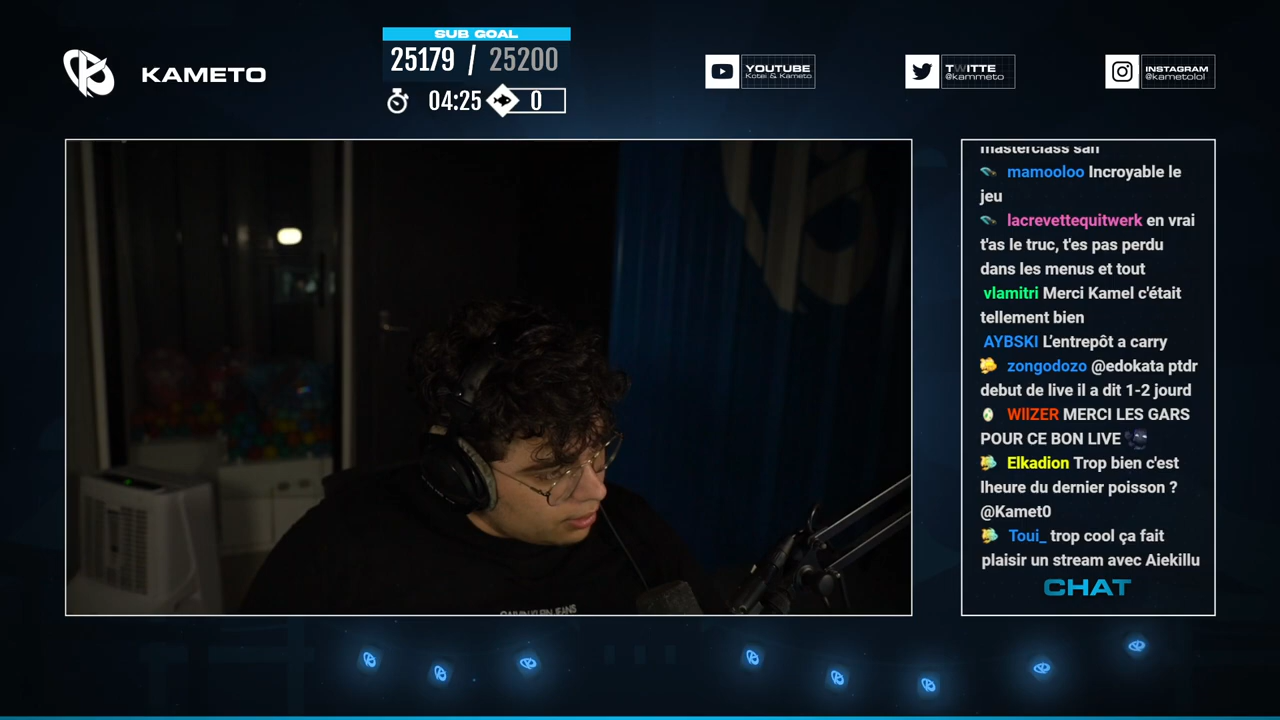 KAMETO
SUB GOAL
25179 / 25200
04:25 0
YOUTUBE
Kotei & Kameto
TWITTE
@kammeto
INSTAGRAM
@kametolol
masterclass sah
mamooloo Incroyable le
jeu
lacrevettequitwerk en vrai
t'as le truc, t'es pas perdu
dans les menus et tout
vlamitri Merci Kamel c'était
tellement bien
AYBSKI L'entrepôt a carry
zongodozo @edokata ptdr
debut de live il a dit 1-2 jourd
WIIZER MERCI LES GARS
POUR CE BON LIVE
Elkadion Trop bien c'est
lheure du dernier poisson ?
@Kamet0
Toui_ trop cool ça fait
plaisir un stream avec Aiekillu
CHAT
CALVIN KLEIN JEANS